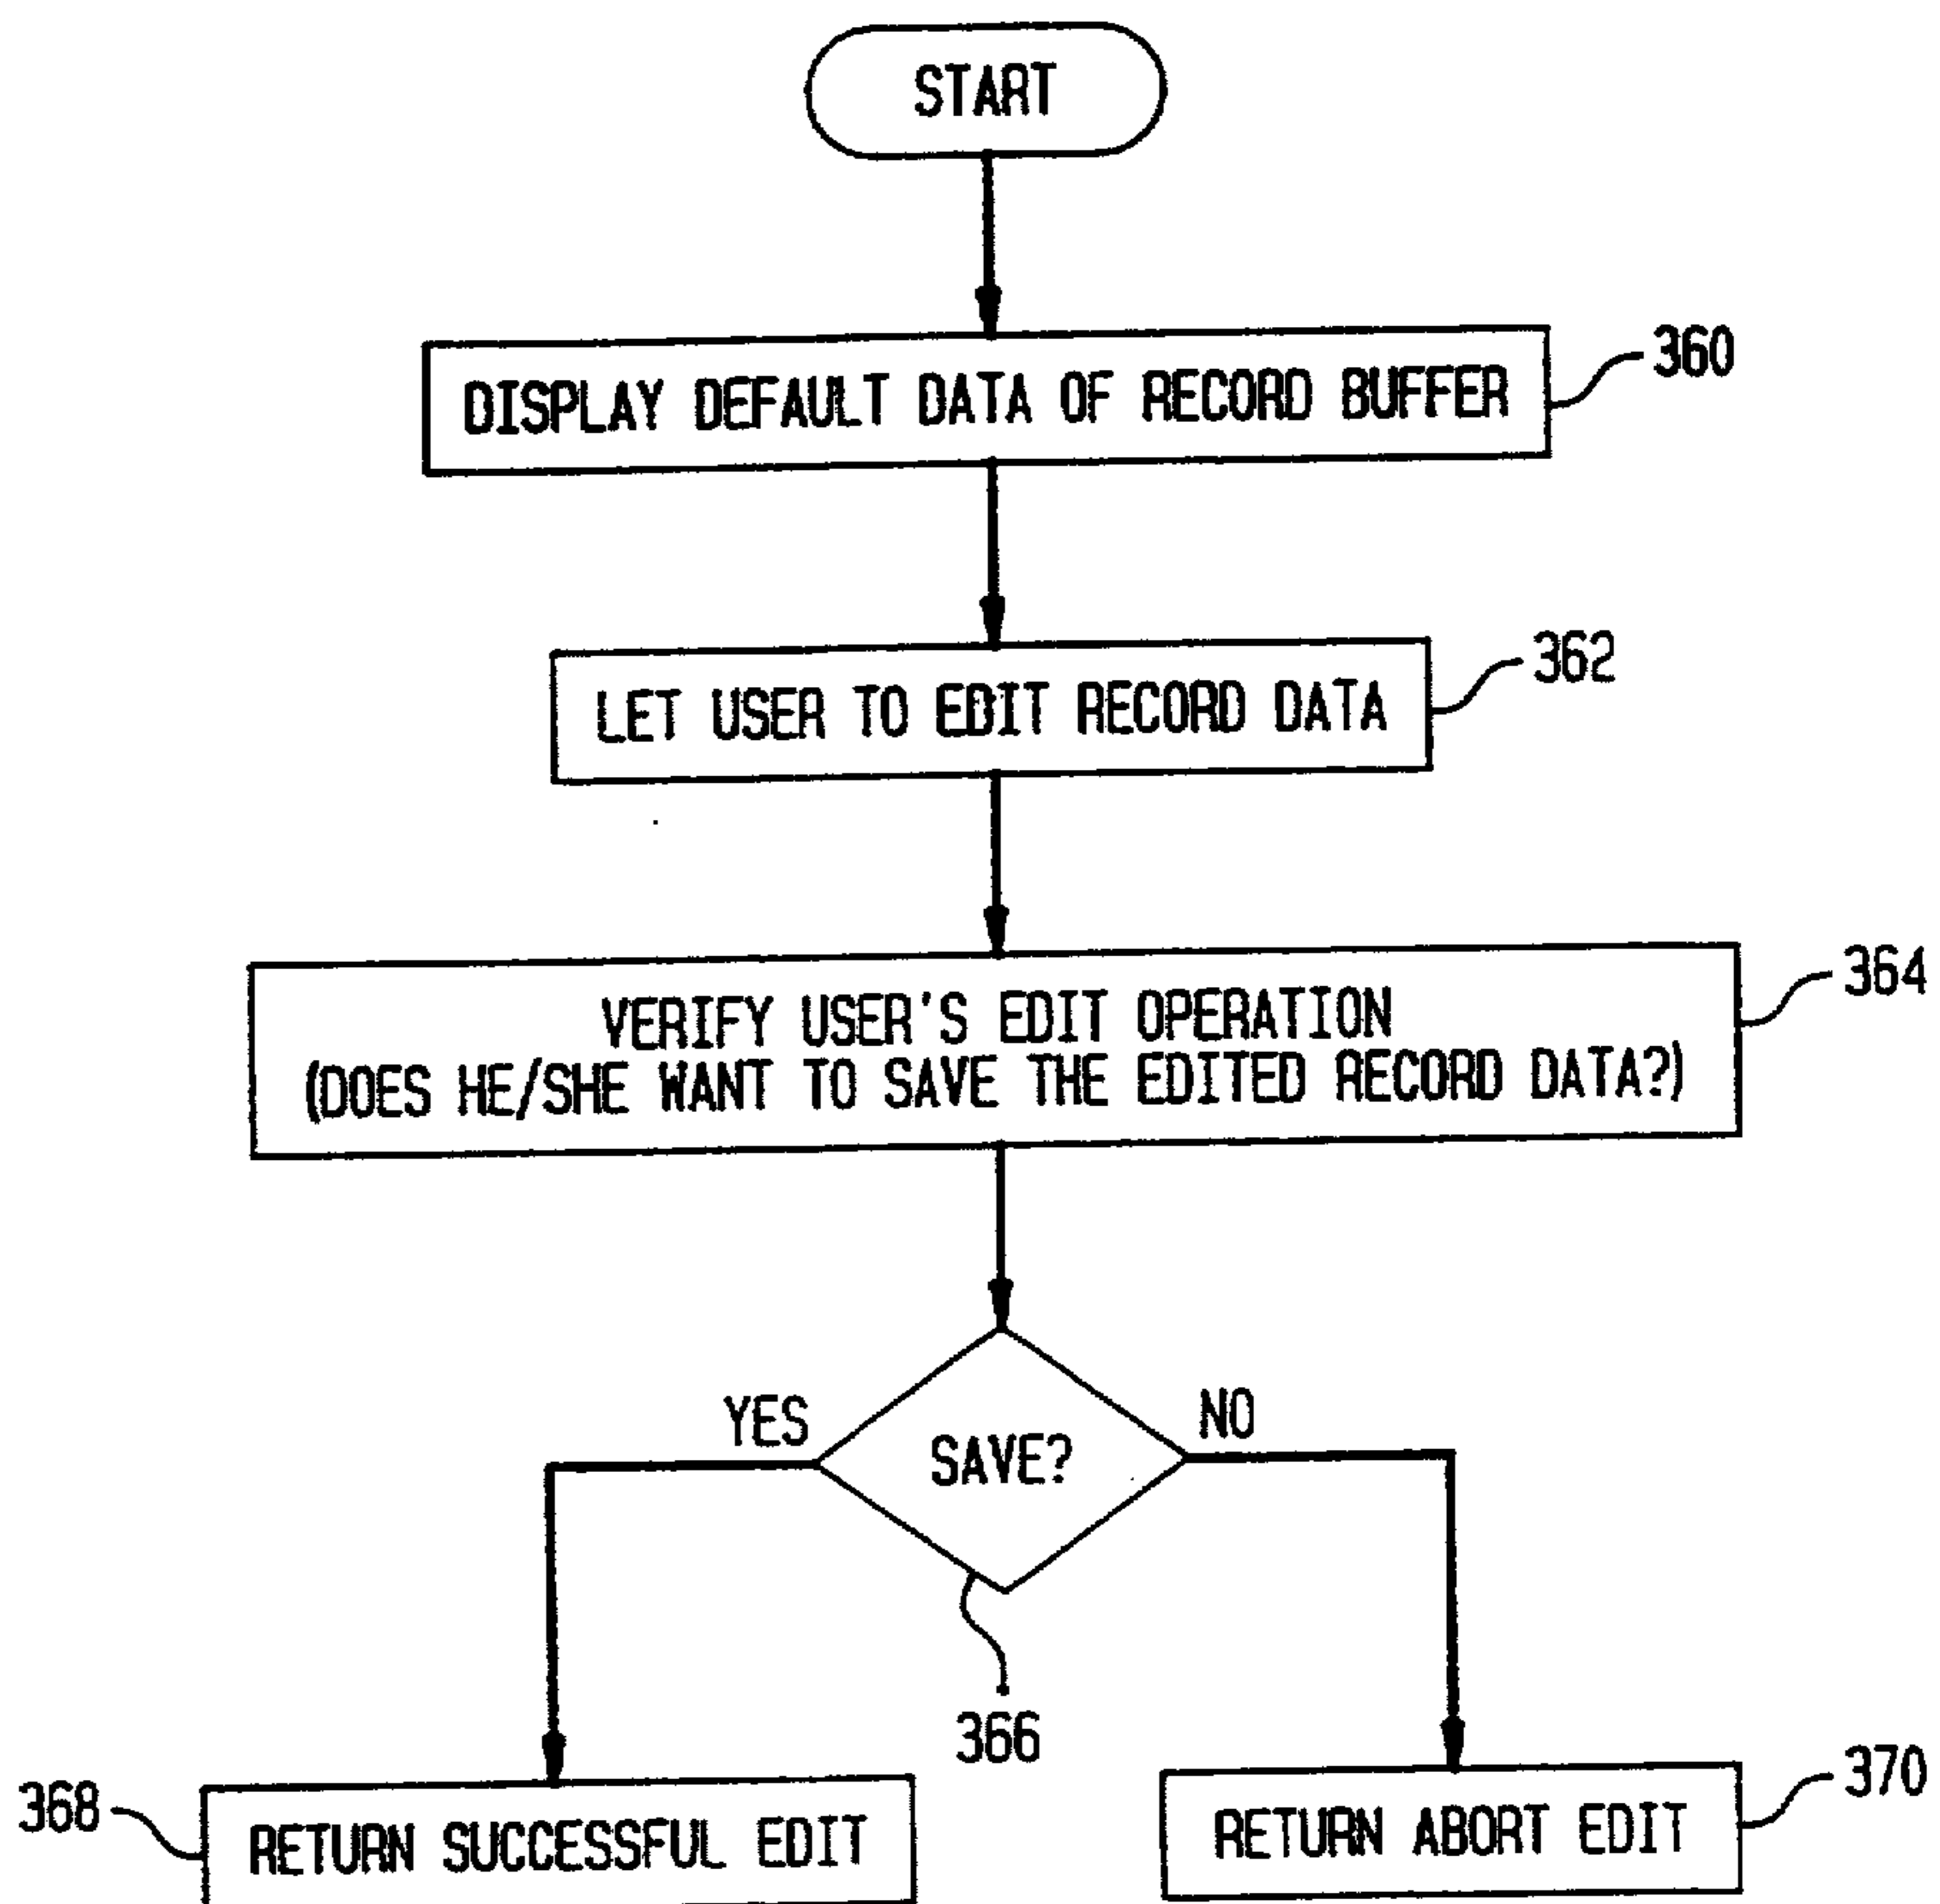 START
DISPLAY DEFAULT DATA OF RECORD BUFFER
360
LET USER TO EDIT RECORD DATA
362
VERIFY USER'S EDIT OPERATION
(DOES HE/SHE WANT TO SAVE THE EDITED RECORD DATA?)
364
YES
SAVE?
NO
366
368
RETURN SUCCESSFUL EDIT
RETURN ABORT EDIT
370